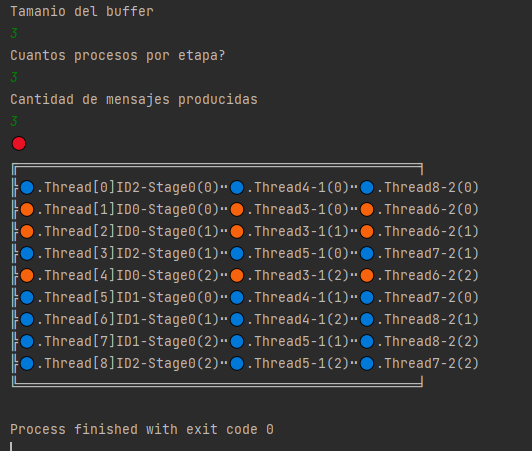 Tamanio del buffer
3
Cuantos procesos por etapa?
3
Cantidad de mensajes producidas
3
🔴
╔════════════════════════════════════════════════╗
╠🔵.Thread[0]ID2-Stage0(0)··🔵.Thread4-1(0)··🔵.Thread8-2(0)
╠🟠.Thread[1]ID0-Stage0(0)··🟠.Thread3-1(0)··🟠.Thread6-2(0)
╠🟠.Thread[2]ID0-Stage0(1)··🟠.Thread3-1(1)··🟠.Thread6-2(1)
╠🔵.Thread[3]ID2-Stage0(1)··🔵.Thread5-1(0)··🔵.Thread7-2(1)
╠🟠.Thread[4]ID0-Stage0(2)··🟠.Thread3-1(2)··🟠.Thread6-2(2)
╠🔵.Thread[5]ID1-Stage0(0)··🔵.Thread4-1(1)··🔵.Thread7-2(0)
╠🔵.Thread[6]ID1-Stage0(1)··🔵.Thread4-1(2)··🔵.Thread8-2(1)
╠🔵.Thread[7]ID1-Stage0(2)··🔵.Thread5-1(1)··🔵.Thread8-2(2)
╠🔵.Thread[8]ID2-Stage0(2)··🔵.Thread5-1(2)··🔵.Thread7-2(2)
╚════════════════════════════════════════════════╝
Process finished with exit code 0